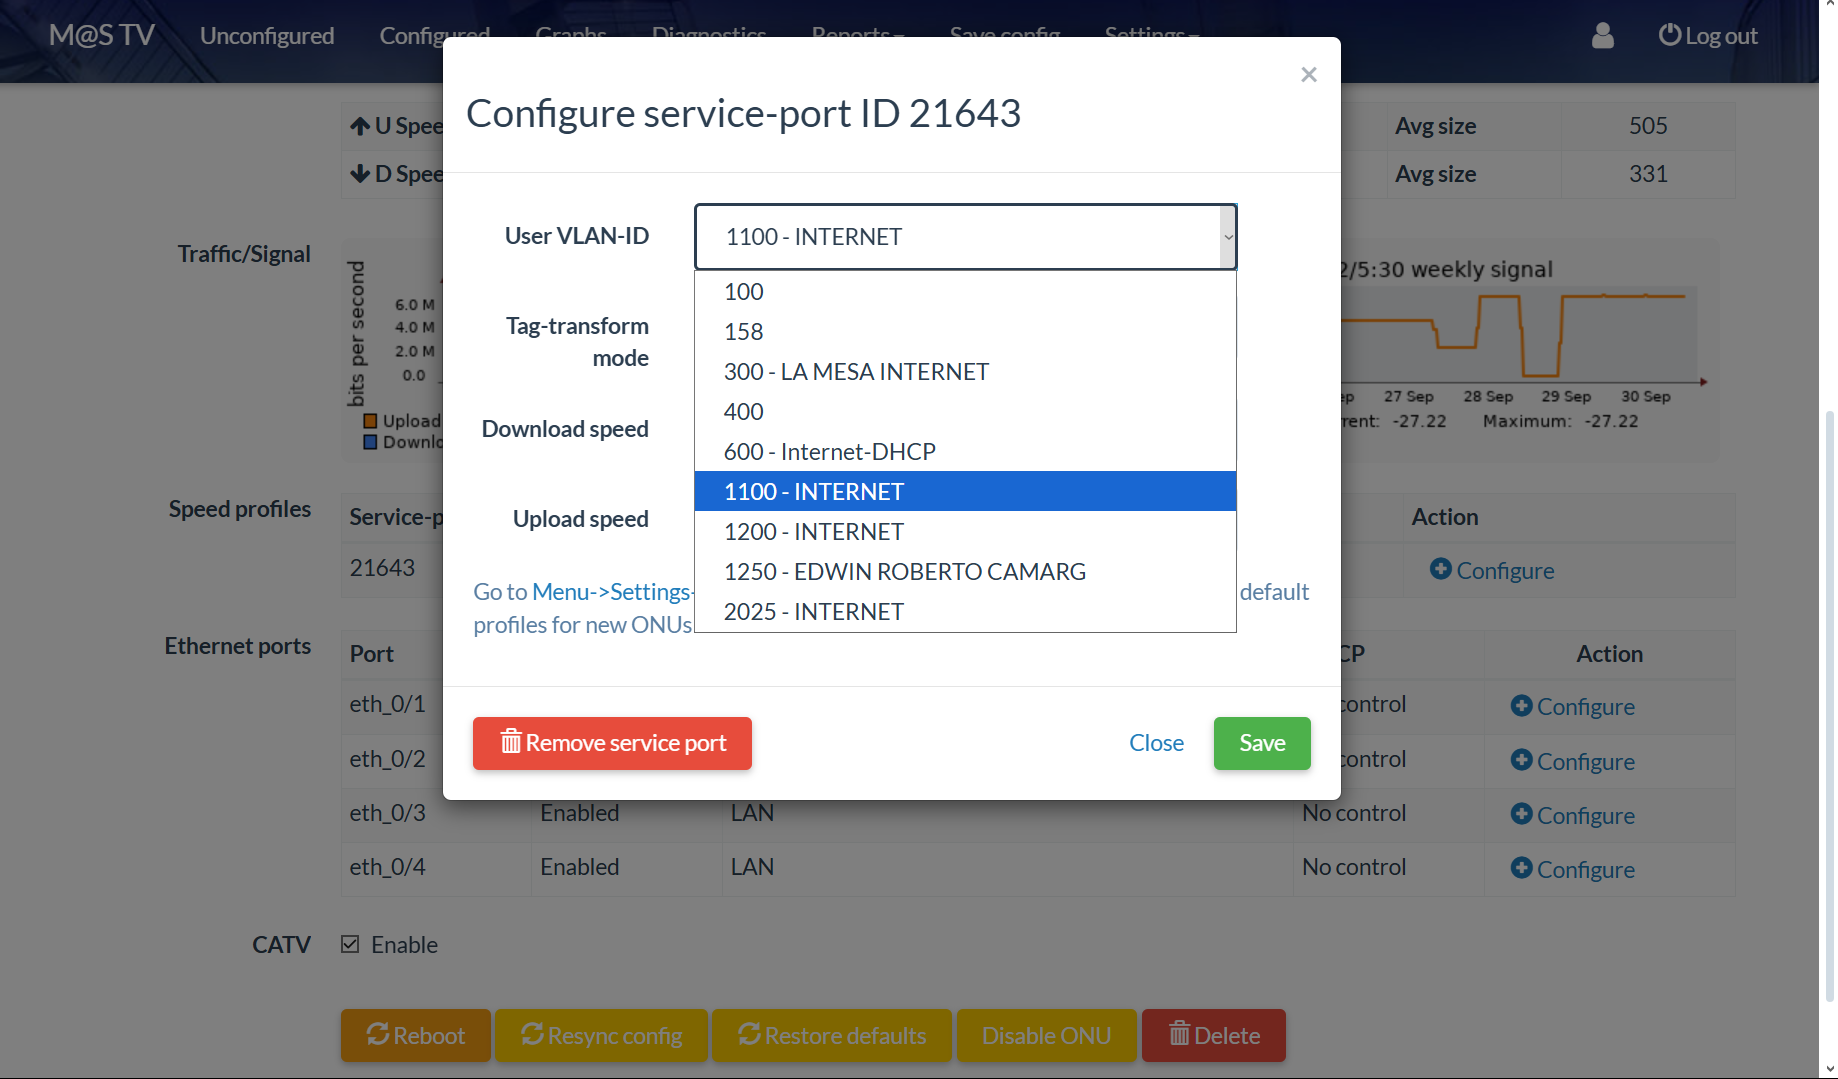 M@S TV Unconfigured Configured Graphs Diagnostics Reports Save config Settings Log out
×
Configure service-port ID 21643
U Spee Avg size 505
D Spee Avg size 331
User VLAN-ID 1100 - INTERNET
100
158
300 - LA MESA INTERNET
400
600 - Internet-DHCP
1100 - INTERNET
1200 - INTERNET
1250 - EDWIN ROBERTO CAMARG
2025 - INTERNET
Tag-transform
mode
Download speed
Upload speed
Go to Menu->Settings- default
profiles for new ONUs
Remove service port Close Save
Traffic/Signal
bits per second
6.0 M
4.0 M
2.0 M
0.0
Upload
Downlo
2/5:30 weekly signal
ep 27 Sep 28 Sep 29 Sep 30 Sep
rent: -27.22 Maximum: -27.22
Speed profiles Service-p Action
21643 Configure
Ethernet ports Port CP Action
eth_0/1 control Configure
eth_0/2 control Configure
eth_0/3 Enabled LAN No control Configure
eth_0/4 Enabled LAN No control Configure
CATV Enable
Reboot Resync config Restore defaults Disable ONU Delete